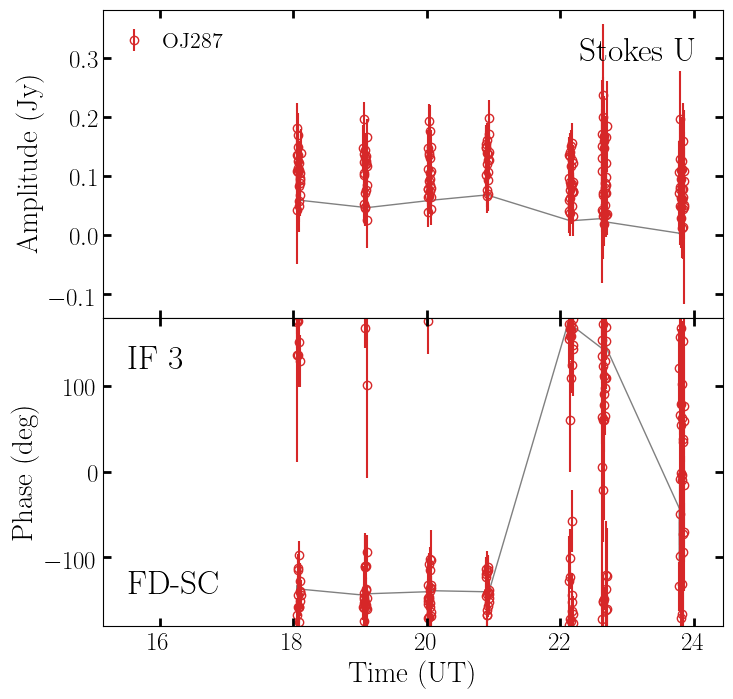 OJ287
Stokes U
Amplitude (Jy)
0.3
0.2
0.1
0.0
−0.1
IF 3
FD-SC
Phase (deg)
100
0
−100
16 18 20 22 24
Time (UT)